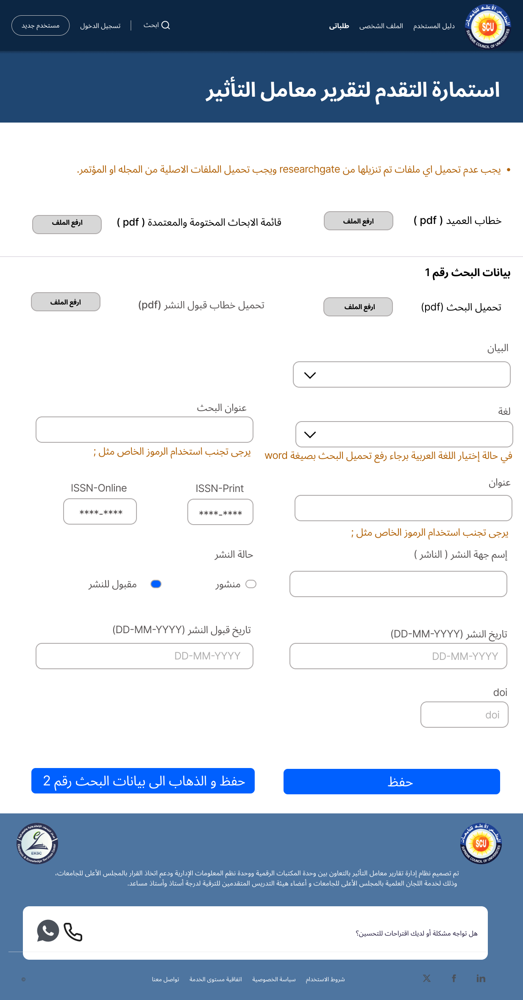 المجلس الأعلى للجامعات
SCU
SUPREME COUNCIL OF UNIVERSITIES
دليل المستخدم
الملف الشخصى
طلباتى
ابحث
تسجيل الدخول
مستخدم جديد
استمارة التقدم لتقرير معامل التأثير
• يجب عدم تحميل اي ملفات تم تنزيلها من researchgate ويجب تحميل الملفات الاصلية من المجله او المؤتمر.
خطاب العميد ( pdf )
ارفع الملف
قائمة الابحاث المختومة والمعتمدة ( pdf )
ارفع الملف
بيانات البحث رقم 1
تحميل البحث (pdf)
ارفع الملف
تحميل خطاب قبول النشر (pdf)
ارفع الملف
البيان
لغة
في حالة إختيار اللغة العربية برجاء رفع تحميل البحث بصيغة word
عنوان البحث
يرجى تجنب استخدام الرموز الخاص مثل ;
عنوان
يرجى تجنب استخدام الرموز الخاص مثل ;
ISSN-Print
****-****
ISSN-Online
****-****
إسم جهة النشر ( الناشر )
حالة النشر
منشور
مقبول للنشر
تاريخ النشر (DD-MM-YYYY)
DD-MM-YYYY
تاريخ قبول النشر (DD-MM-YYYY)
DD-MM-YYYY
doi
doi
حفظ
حفظ و الذهاب الى بيانات البحث رقم 2
المجلس الأعلى للجامعات
SCU
SUPREME COUNCIL OF UNIVERSITIES
مركز الخدمات الإلكترونية والمعرفية
EKSC
Electronic & Knowledge Services Center
تم تصميم نظام إدارة تقارير معامل التأثير بالتعاون بين وحدة المكتبات الرقمية ووحدة نظم المعلومات الإدارية ودعم اتخاذ القرار بالمجلس الأعلى للجامعات،
وذلك لخدمة اللجان العلمية بالمجلس الأعلى للجامعات و أعضاء هيئة التدريس المتقدمين للترقية لدرجة أستاذ وأستاذ مساعد.
هل تواجه مشكلة أو لديك اقتراحات للتحسين؟
شروط الاستخدام
سياسة الخصوصية
اتفاقية مستوى الخدمة
تواصل معنا
©